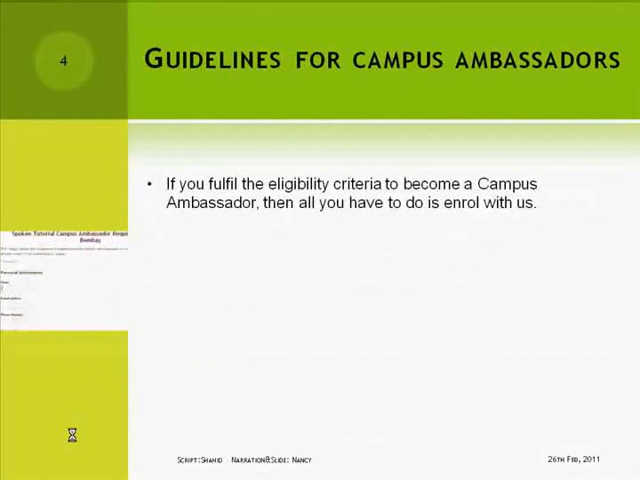 4
GUIDELINES FOR CAMPUS AMBASSADORS
• If you fulfil the eligibility criteria to become a Campus
Ambassador, then all you have to do is enrol with us.
Spoken Tutorial Campus Ambassador
Bombay
Personal Information
SCRIPT:SHAHID NARRATION&SLIDE: NANCY
26TH FEB, 2011